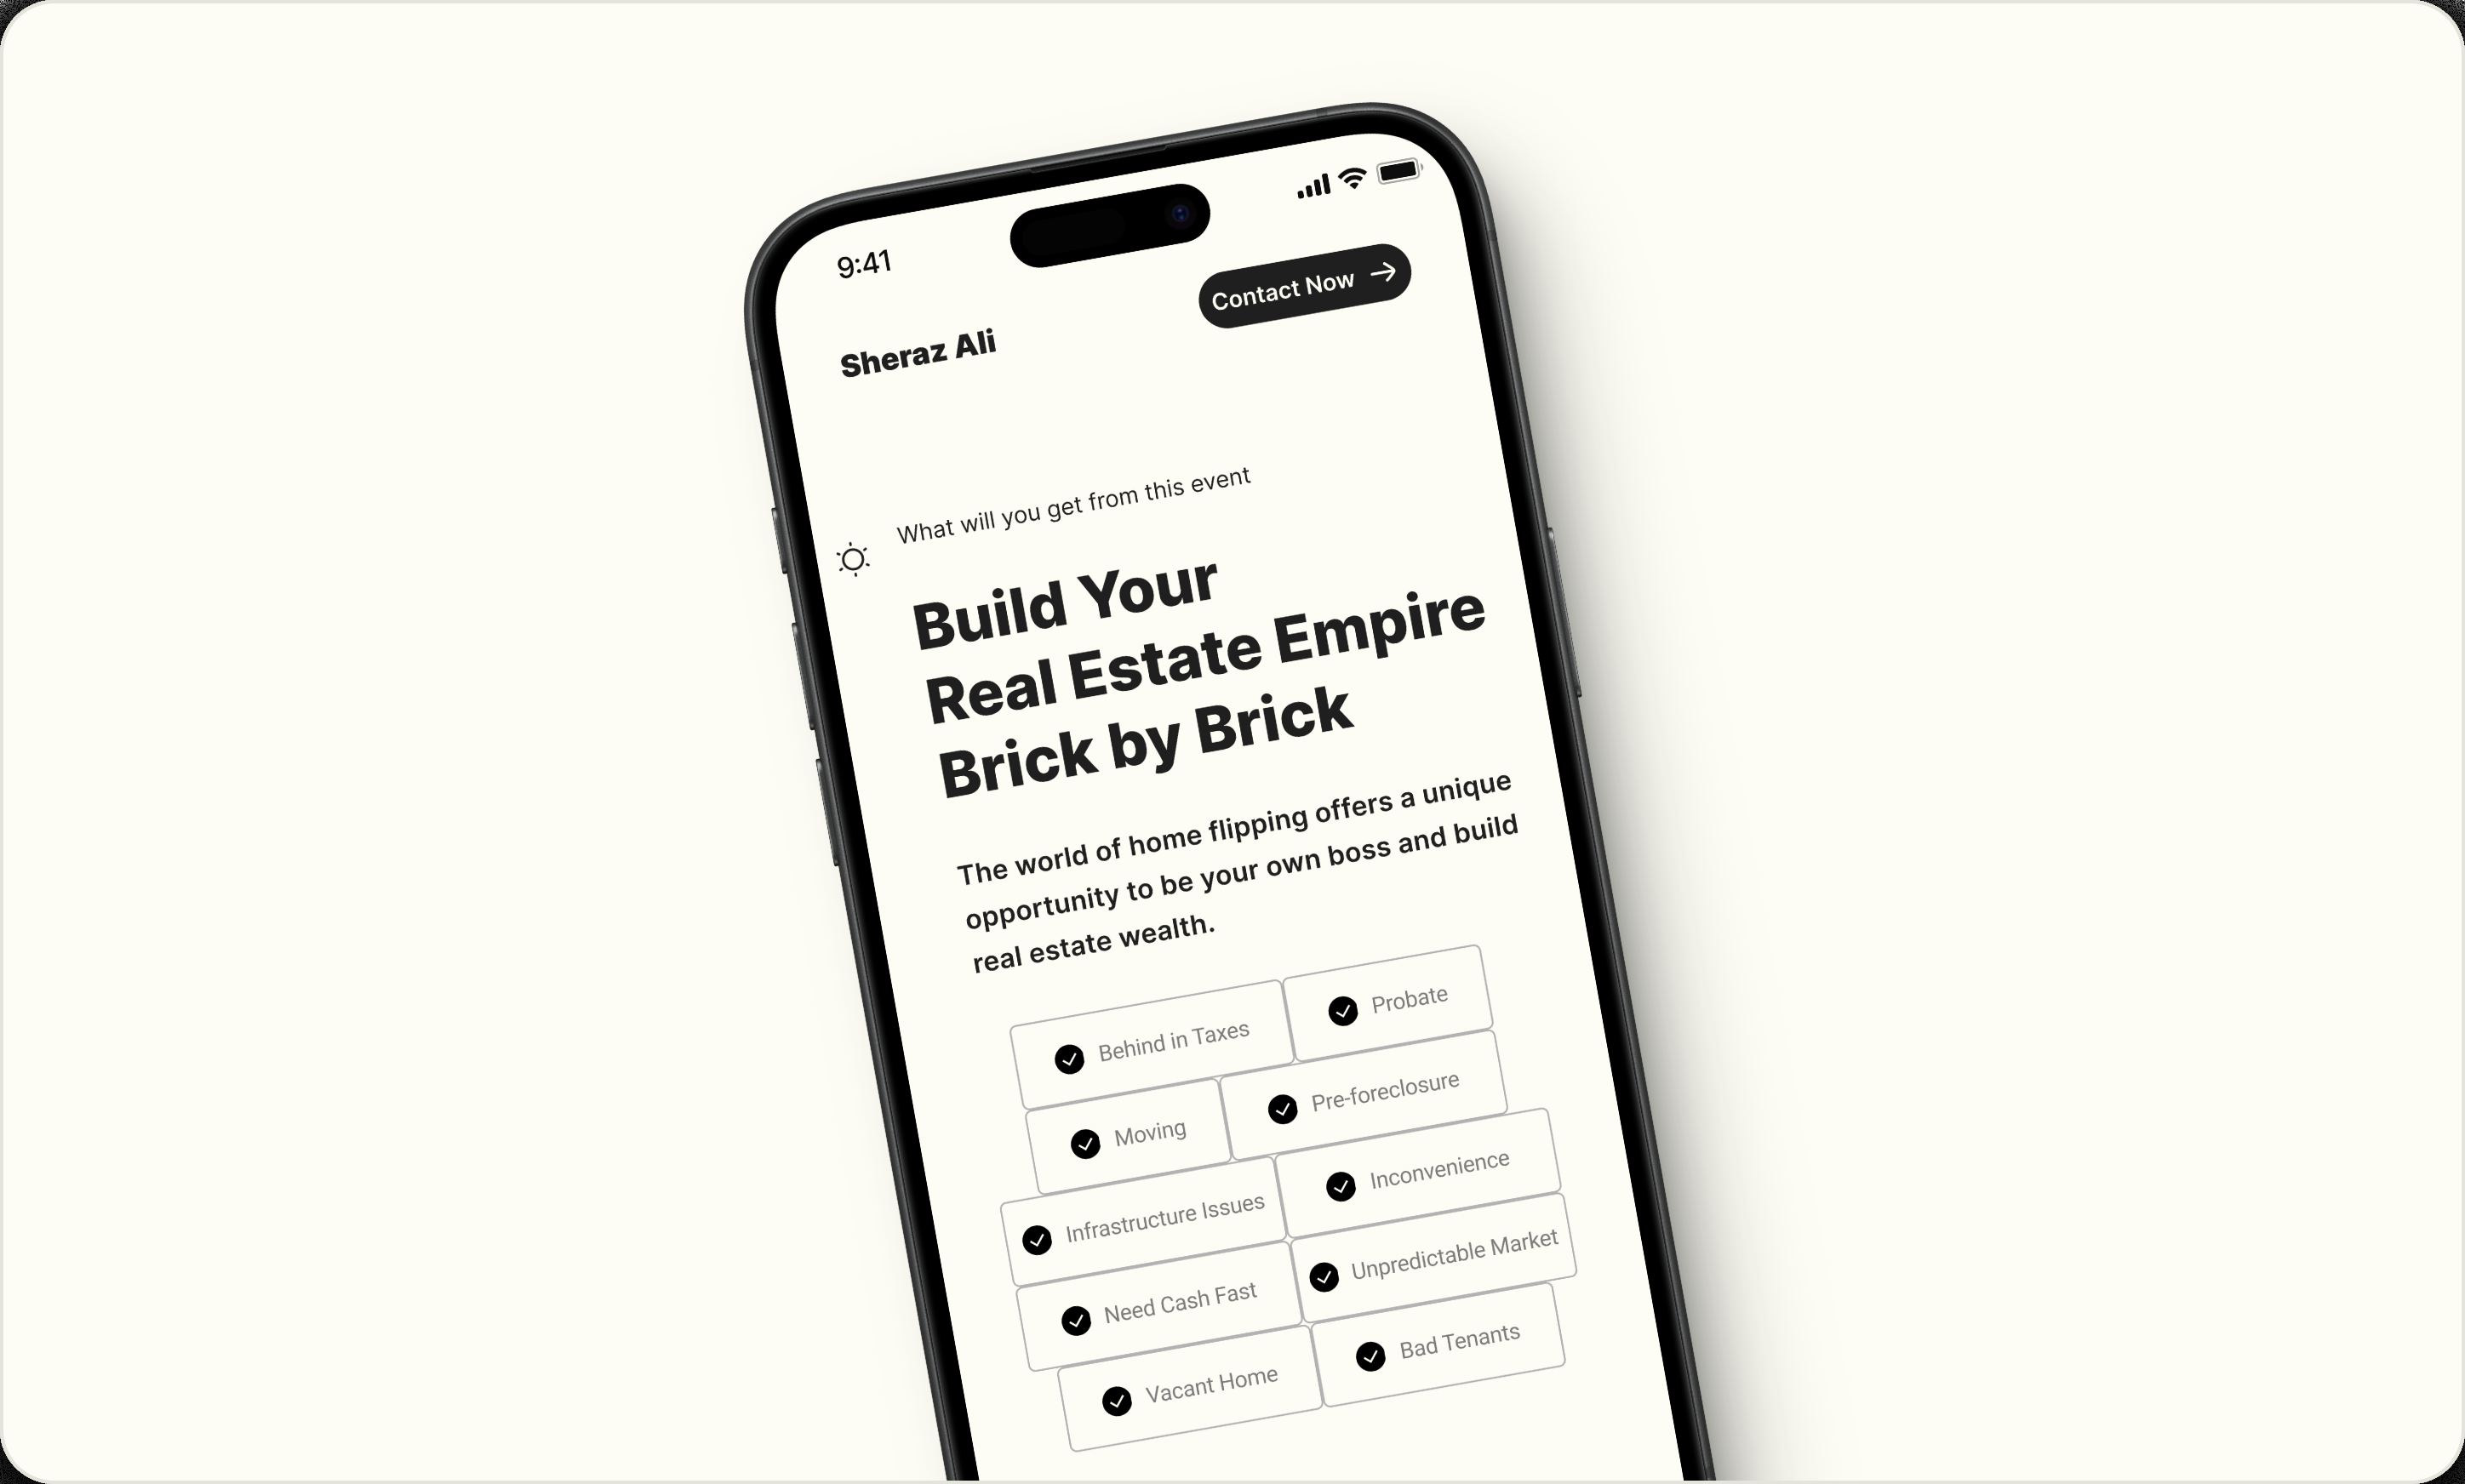 9:41
Contact Now
Sheraz Ali
What will you get from this event
Build Your
Real Estate Empire
Brick by Brick
The world of home flipping offers a unique
opportunity to be your own boss and build
real estate wealth.
Behind in Taxes
Probate
Moving
Pre-foreclosure
Infrastructure Issues
Inconvenience
Need Cash Fast
Unpredictable Market
Vacant Home
Bad Tenants